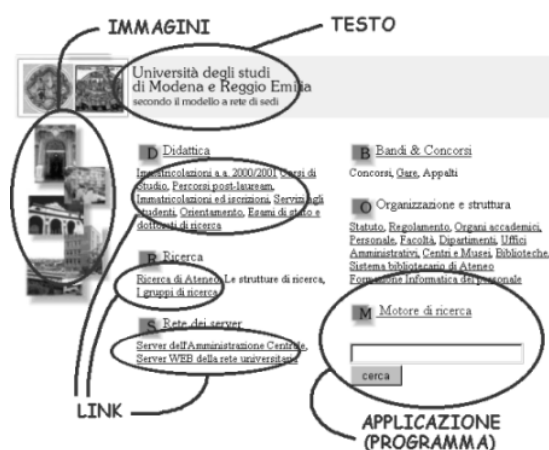 IMMAGINI
TESTO
Università degli studi
di Modena e Reggio Emilia
secondo il modello a rete di sedi
D Didattica
Immatricolazioni a.a. 2000/2001 Corsi di
Studio, Percorsi post-lauream,
Immatricolazioni ed iscrizioni, Servizi agli
studenti, Orientamento, Esami di stato e
dottorati di ricerca
R Ricerca
Ricerca di Ateneo, Le strutture di ricerca,
I gruppi di ricerca
S Rete dei server
Server dell'Amministrazione Centrale,
Server WEB della rete universitaria
B Bandi & Concorsi
Concorsi, Gare, Appalti
O Organizzazione e struttura
Statuto, Regolamento, Organi accademici,
Personale, Facoltà, Dipartimenti, Uffici
Amministrativi, Centri e Musei, Biblioteche,
Sistema bibliotecario di Ateneo
Formazione Informatica del personale
M Motore di ricerca
cerca
LINK
APPLICAZIONE
(PROGRAMMA)